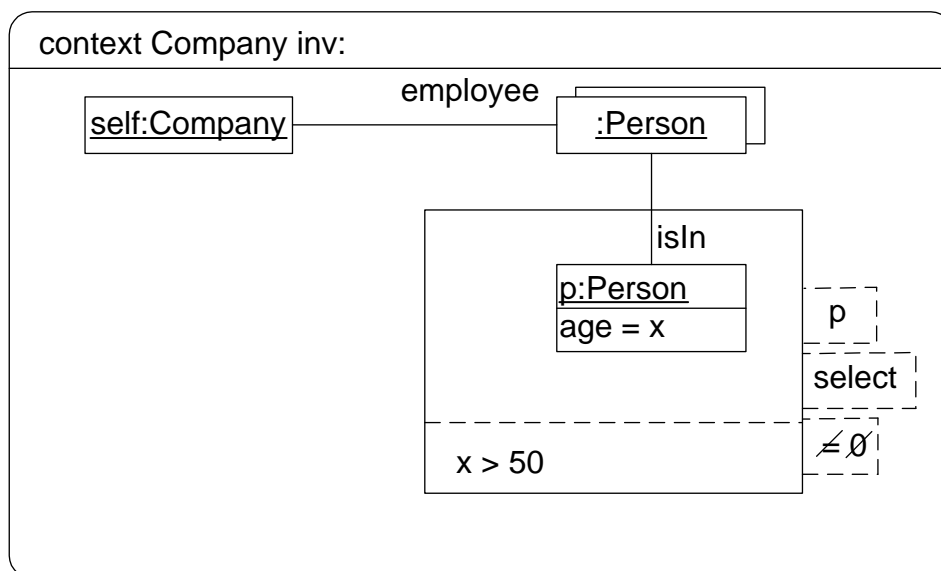 context Company inv:
employee
self:Company
:Person
isIn
p:Person
age = x
p
select
≠ ∅
x > 50